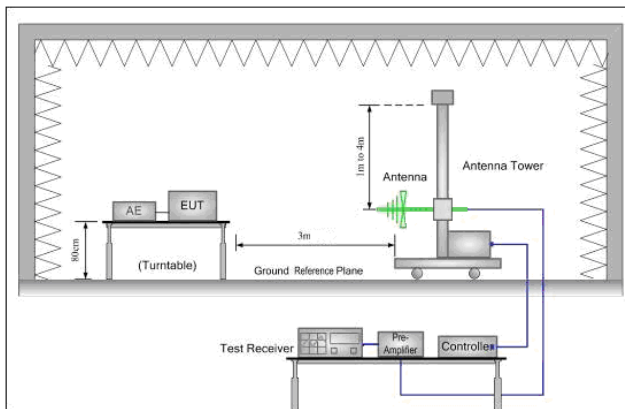 1m to 4m
Antenna
Antenna Tower
AE
EUT
80cm
(Turntable)
3m
Ground Reference Plane
Test Receiver
Pre-
Amplifier
Controller